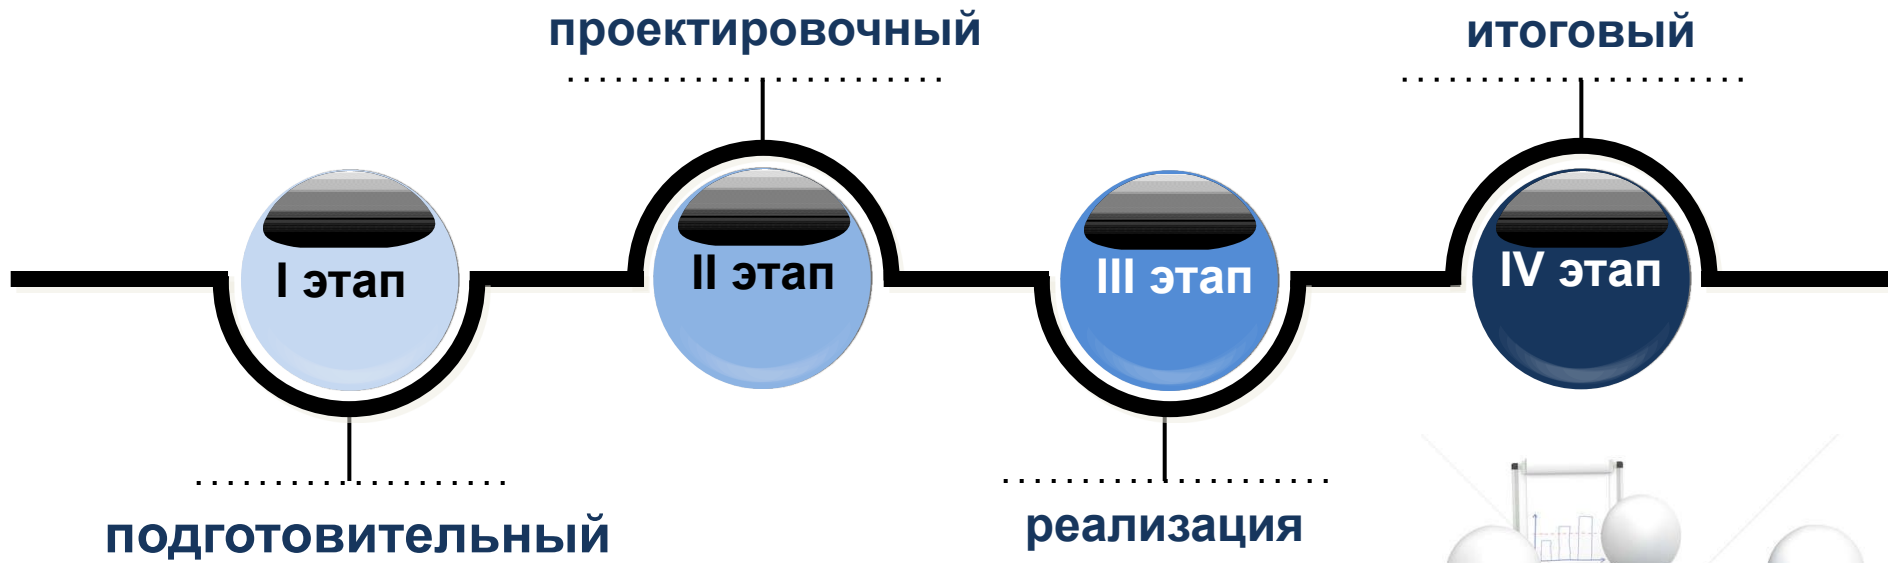 проектировочный
итоговый
I этап
II этап
III этап
IV этап
подготовительный
реализация